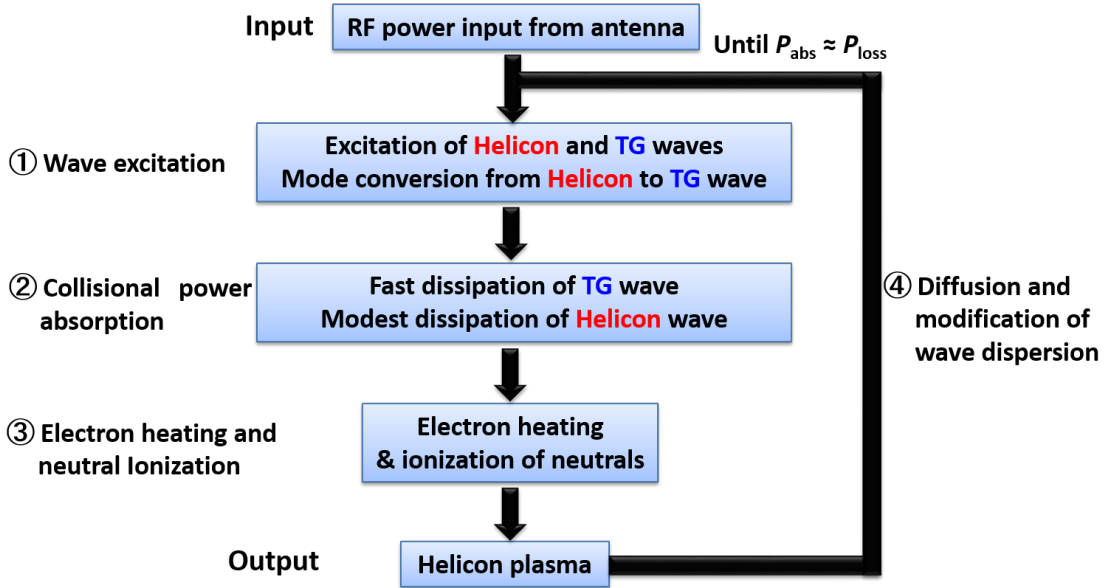 Input
RF power input from antenna
Until Pabs ≈ Ploss
① Wave excitation
Excitation of Helicon and TG waves
Mode conversion from Helicon to TG wave
② Collisional power
absorption
Fast dissipation of TG wave
Modest dissipation of Helicon wave
④ Diffusion and
modification of
wave dispersion
③ Electron heating and
neutral Ionization
Electron heating
& ionization of neutrals
Output
Helicon plasma